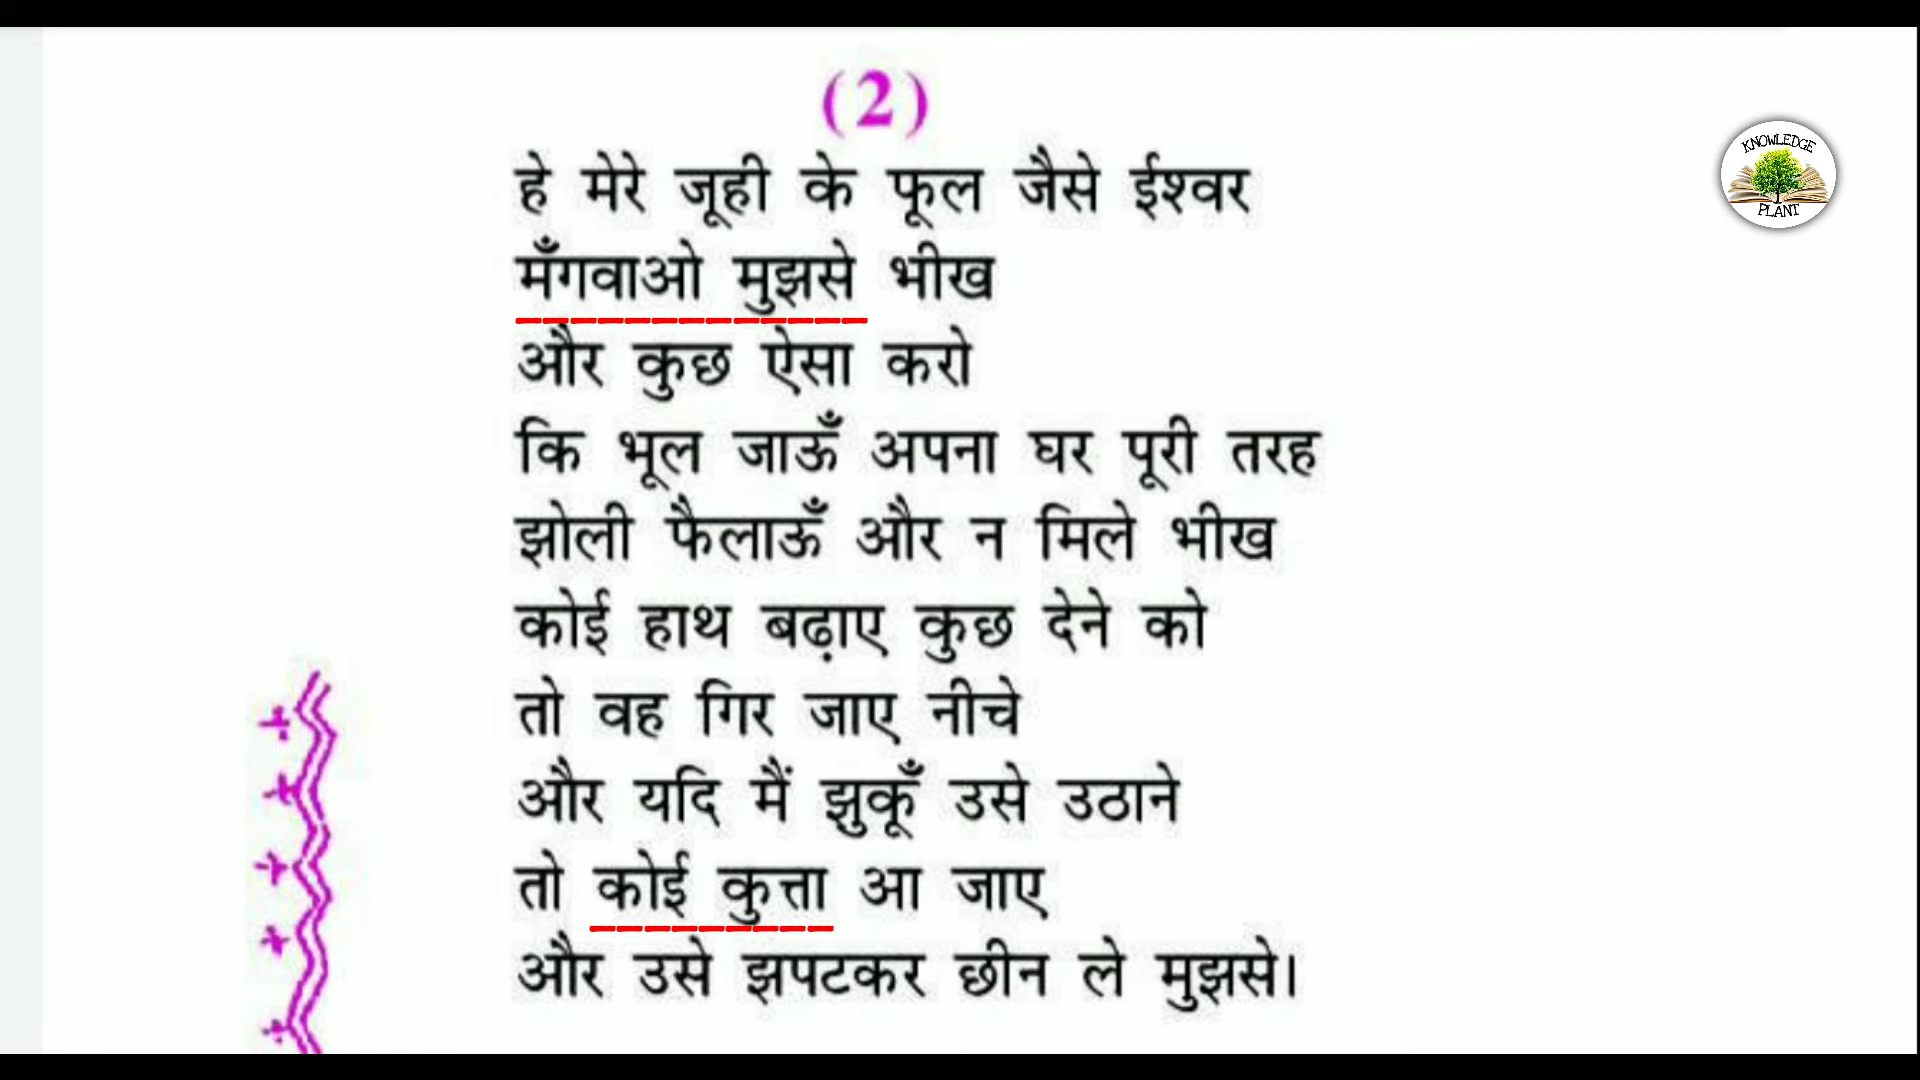 (2)
हे मेरे जूही के फूल जैसे ईश्वर
मँगवाओ मुझसे भीख
और कुछ ऐसा करो
कि भूल जाऊँ अपना घर पूरी तरह
झोली फैलाऊँ और न मिले भीख
कोई हाथ बढ़ाए कुछ देने को
तो वह गिर जाए नीचे
और यदि मैं झुकूँ उसे उठाने
तो कोई कुत्ता आ जाए
और उसे झपटकर छीन ले मुझसे।
KNOWLEDGE
PLANT